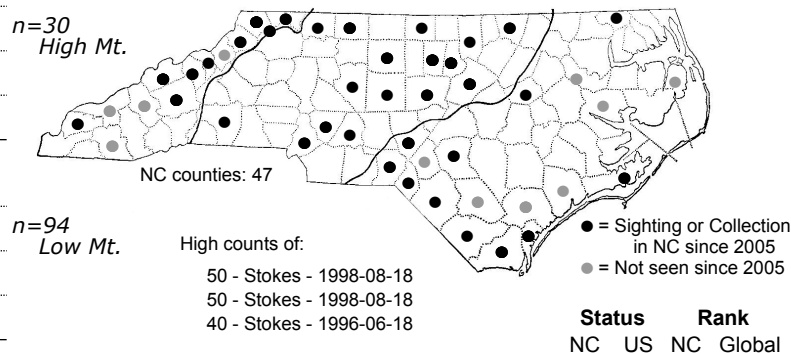 n=30
High Mt.
NC counties: 47
n=94
Low Mt.
High counts of:
50 - Stokes - 1998-08-18
50 - Stokes - 1998-08-18
40 - Stokes - 1996-06-18
= Sighting or Collection
in NC since 2005
= Not seen since 2005
Status Rank
NC US NC Global